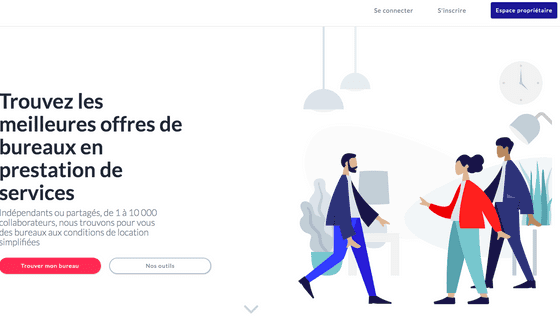 Se connecter S'inscrire Espace propriétaire
Trouvez les
meilleures offres de
bureaux en
prestation de
services
Indépendants ou partagés, de 1 à 10 000
collaborateurs, nous trouvons pour vous
des bureaux aux conditions de location
simplifiées
Trouver mon bureau Nos outils